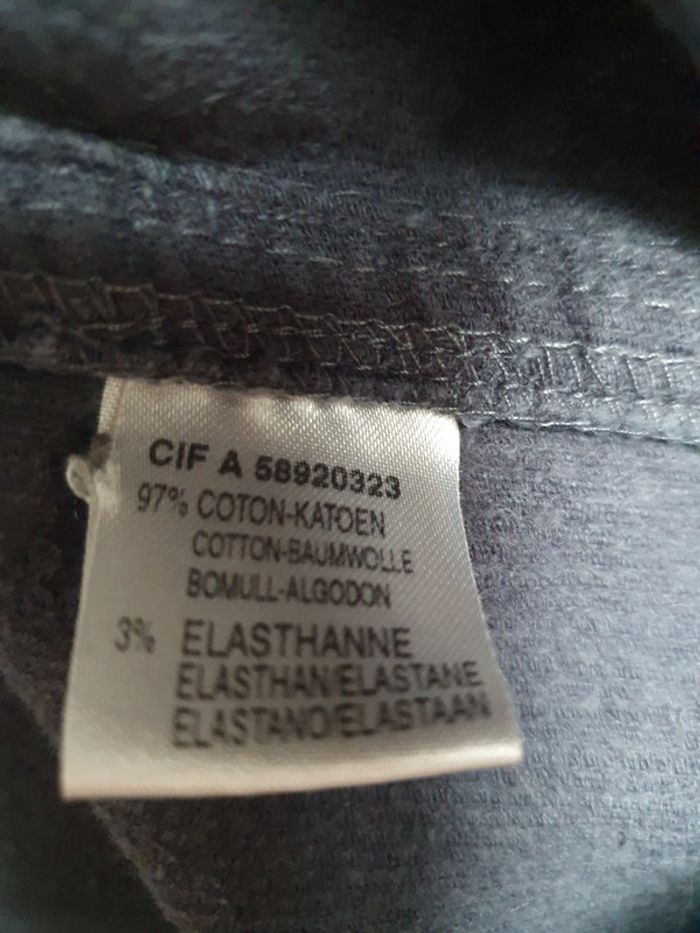 CIF A 58920323
97% COTON-KATOEN
COTTON-BAUMWOLLE
BOMULL-ALGODON
3% ELASTHANNE
ELASTHAN/ELASTANE
ELASTANO/ELASTAAN